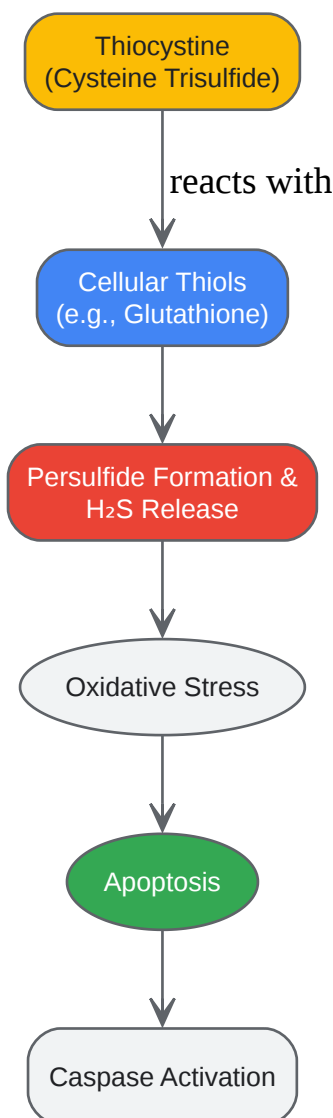 Thiocystine
(Cysteine Trisulfide)
reacts with
Cellular Thiols
(e.g., Glutathione)
Persulfide Formation &
H₂S Release
Oxidative Stress
Apoptosis
Caspase Activation